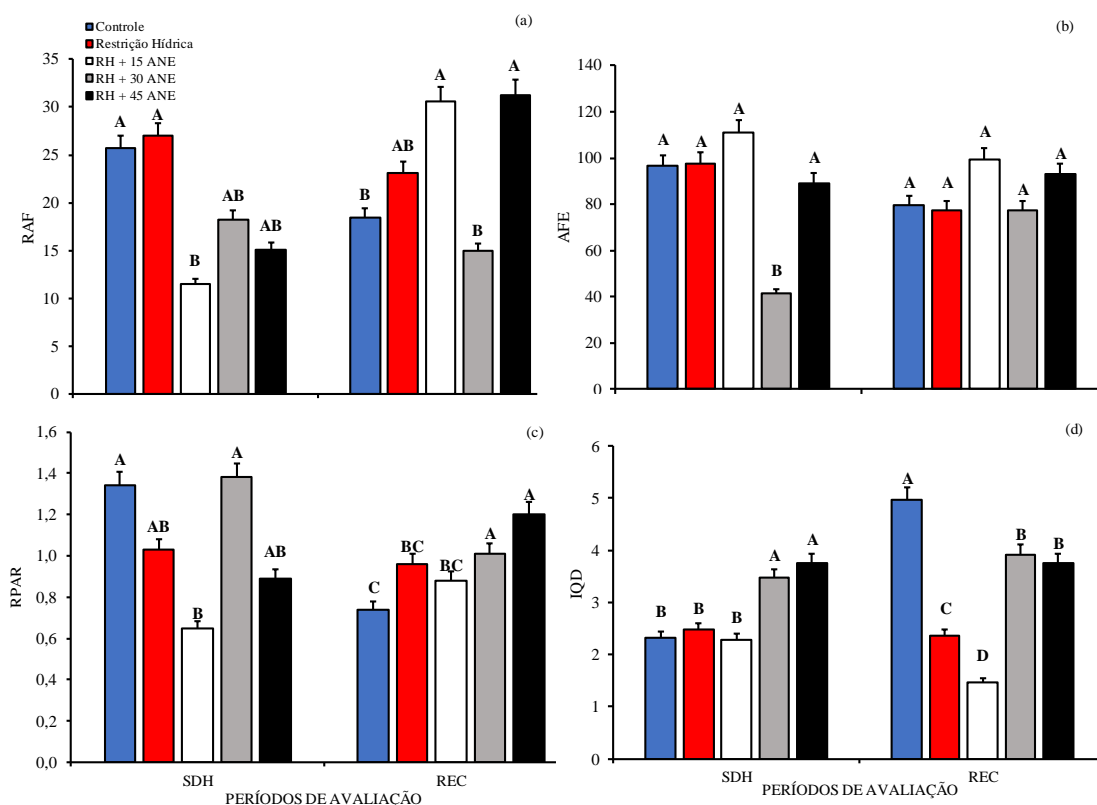 (a)
Controle
Restrição Hídrica
RH + 15 ANE
RH + 30 ANE
RH + 45 ANE
RAF
35
30
25
20
15
10
5
0
A
A
B
AB
AB
B
AB
A
B
A
(b)
AFE
140
120
100
80
60
40
20
0
A
A
A
B
A
A
A
A
A
A
(c)
RPAR
1,6
1,4
1,2
1,0
0,8
0,6
0,4
0,2
0,0
A
AB
B
A
AB
C
BC
BC
A
A
SDH
REC
PERÍODOS DE AVALIAÇÃO
(d)
IQD
6
5
4
3
2
1
0
B
B
B
A
A
A
C
D
B
B
SDH
REC
PERÍODOS DE AVALIAÇÃO